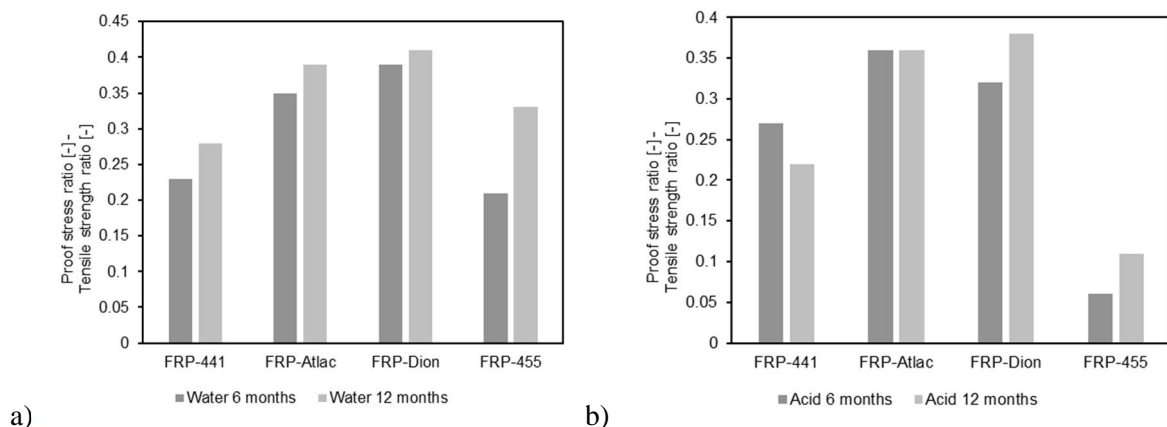 0.45
0.4
0.35
0.3
0.25
0.2
0.15
0.1
0.05
0
Proof stress ratio [-]-
Tensile strength ratio [-]
FRP-441 FRP-Atlac FRP-Dion FRP-455
Water 6 months Water 12 months
a)
0.4
0.35
0.3
0.25
0.2
0.15
0.1
0.05
0
Proof stress ratio [-]-
Tensile strength ratio [-]
FRP-441 FRP-Atlac FRP-Dion FRP-455
Acid 6 months Acid 12 months
b)